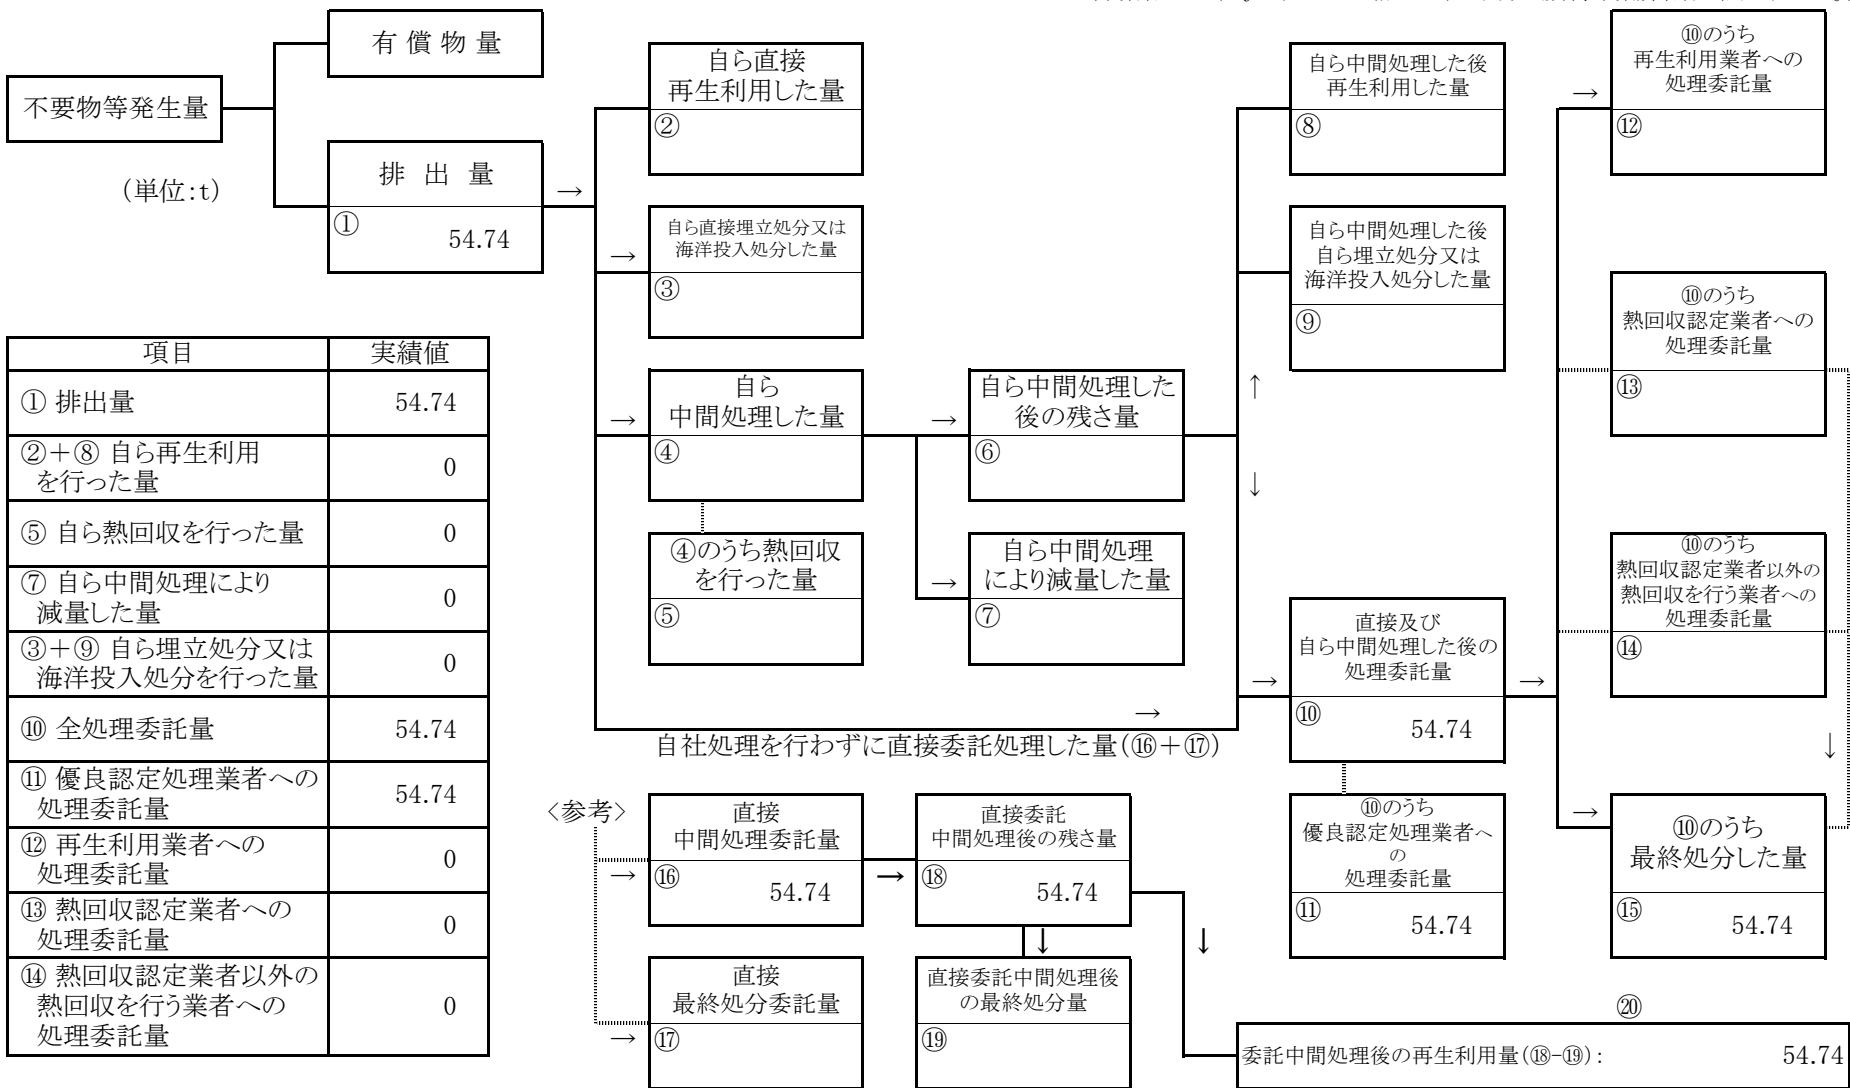 有 償 物 量
不要物等発生量
(単位:t)
排 出 量
①
54.74
→
自ら直接
再生利用した量
②
自ら直接埋立処分又は
海洋投入処分した量
→
③
自ら
中間処理した量
→
④
④のうち熱回収
を行った量
⑤
自ら中間処理した
後の残さ量
→
⑥
自ら中間処理
により減量した量
→
⑦
自ら中間処理した後
再生利用した量
⑧
自ら中間処理した後
自ら埋立処分又は
海洋投入処分した量
⑨
↑
↓
直接及び
自ら中間処理した後の
処理委託量
→
⑩
54.74
→
⑩のうち
優良認定処理業者へ
の
処理委託量
⑪
54.74
⑩のうち
再生利用業者への
処理委託量
→
⑫
⑩のうち
熱回収認定業者への
処理委託量
⑬
⑩のうち
熱回収認定業者以外の
熱回収を行う業者への
処理委託量
⑭
↓
→
⑩のうち
最終処分した量
⑮
54.74
→
自社処理を行わずに直接委託処理した量(⑯+⑰)
<参考>
直接
中間処理委託量
→
⑯
54.74
→
直接委託
中間処理後の残さ量
⑱
54.74
↓
↓
直接
最終処分委託量
→
⑰
直接委託中間処理後
の最終処分量
⑲
⑳
委託中間処理後の再生利用量(⑱-⑲):
54.74
項目 実績値
① 排出量 54.74
②+⑧ 自ら再生利用
を行った量 0
⑤ 自ら熱回収を行った量 0
⑦ 自ら中間処理により
減量した量 0
③+⑨ 自ら埋立処分又は
海洋投入処分を行った量 0
⑩ 全処理委託量 54.74
⑪ 優良認定処理業者への
処理委託量 54.74
⑫ 再生利用業者への
処理委託量 0
⑬ 熱回収認定業者への
処理委託量 0
⑭ 熱回収認定業者以外の
熱回収を行う業者への
処理委託量 0